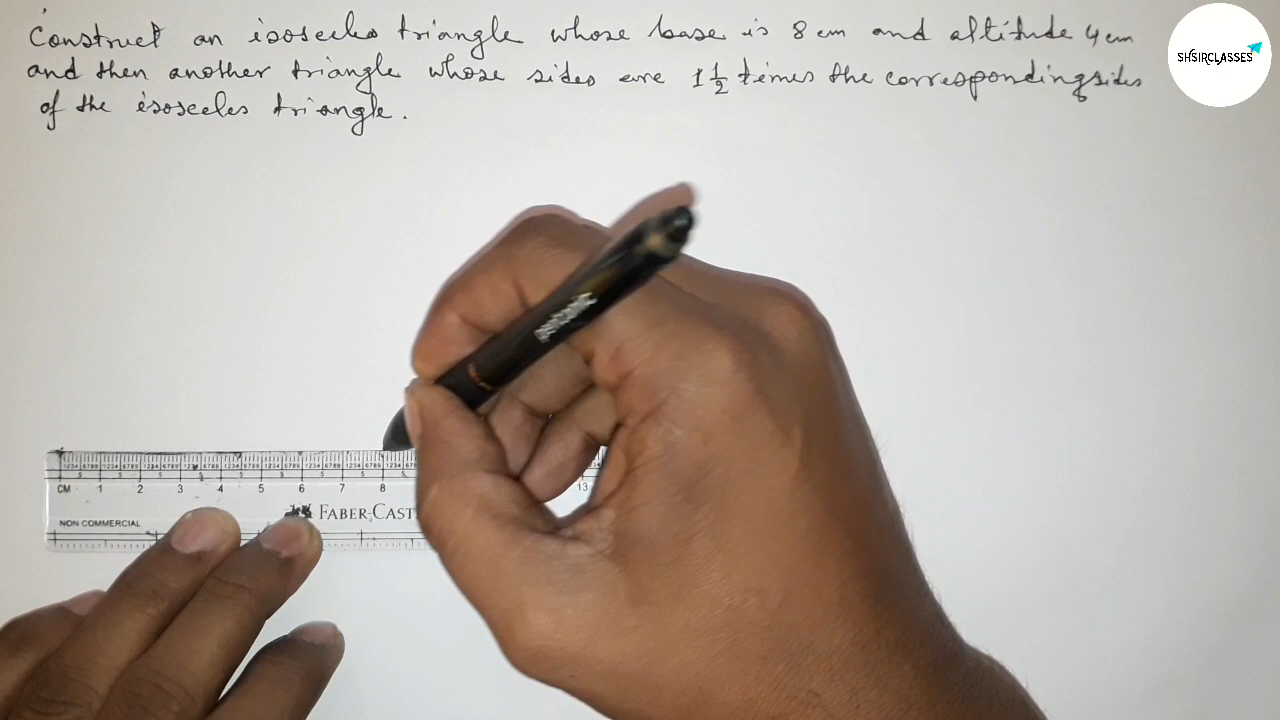 Construct an isosceles triangle whose base is 8 cm and altitude 4 cm
and then another triangle whose sides are 1 1/2 times the corresponding sides
of the isosceles triangle.
SHSIRCLASSES
CM 1 2 3 4 5 6 7 8 13
FABER-CAST
NON COMMERCIAL